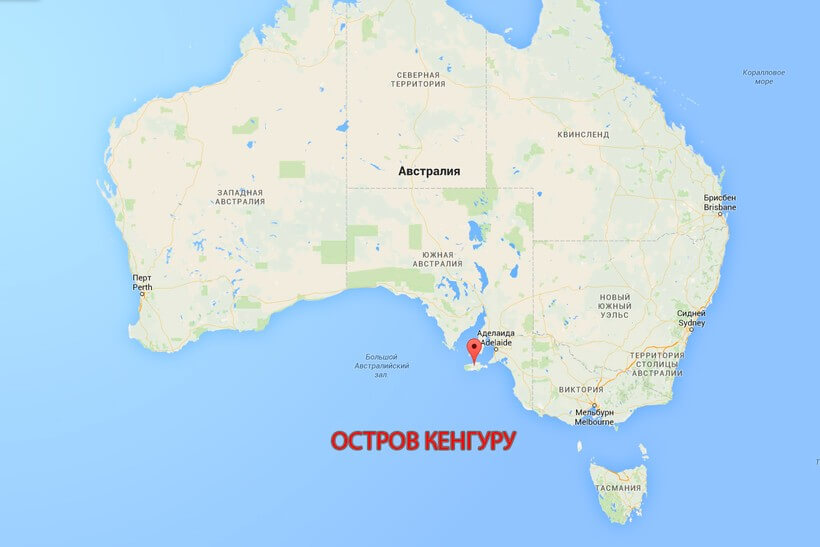 СЕВЕРНАЯ
ТЕРРИТОРИЯ
Коралловое
море
КВИНСЛЕНД
Австралия
ЗАПАДНАЯ
АВСТРАЛИЯ
Брисбен
Brisbane
ЮЖНАЯ
АВСТРАЛИЯ
Перт
Perth
НОВЫЙ
ЮЖНЫЙ
УЭЛЬС
Сидней
Sydney
Аделаида
Adelaide
Большой
Австралийский
зал.
ТЕРРИТОРИЯ
СТОЛИЦЫ
АВСТРАЛИИ
ВИКТОРИЯ
Мельбурн
Melbourne
ОСТРОВ КЕНГУРУ
ТАСМАНИЯ